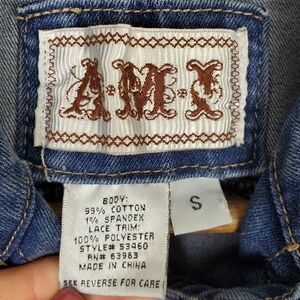 A·M·I
BODY:
99% COTTON
1% SPANDEX
LACE TRIM:
100% POLYESTER
STYLE# 53460
RN# 63963
MADE IN CHINA
SEE REVERSE FOR CARE
S